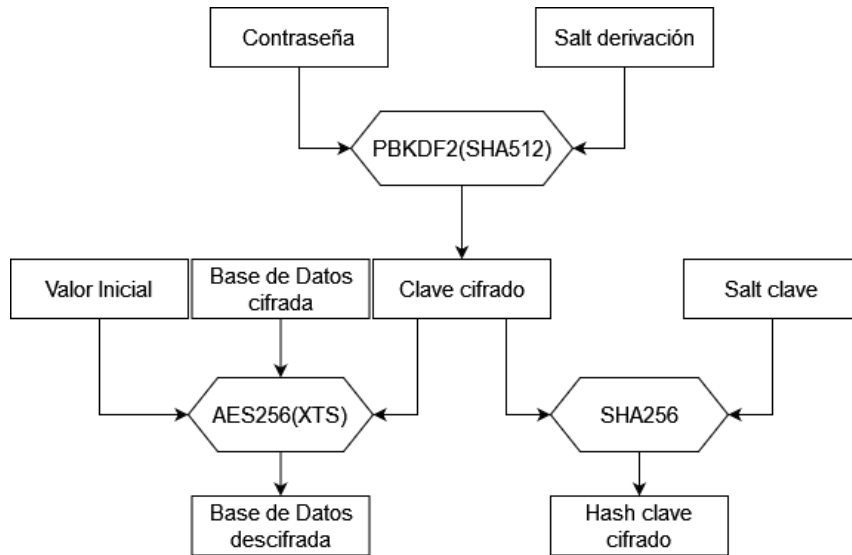 Contraseña
Salt derivación
PBKDF2(SHA512)
Valor Inicial
Base de Datos
cifrada
Clave cifrado
Salt clave
AES256(XTS)
SHA256
Base de Datos
descifrada
Hash clave
cifrado